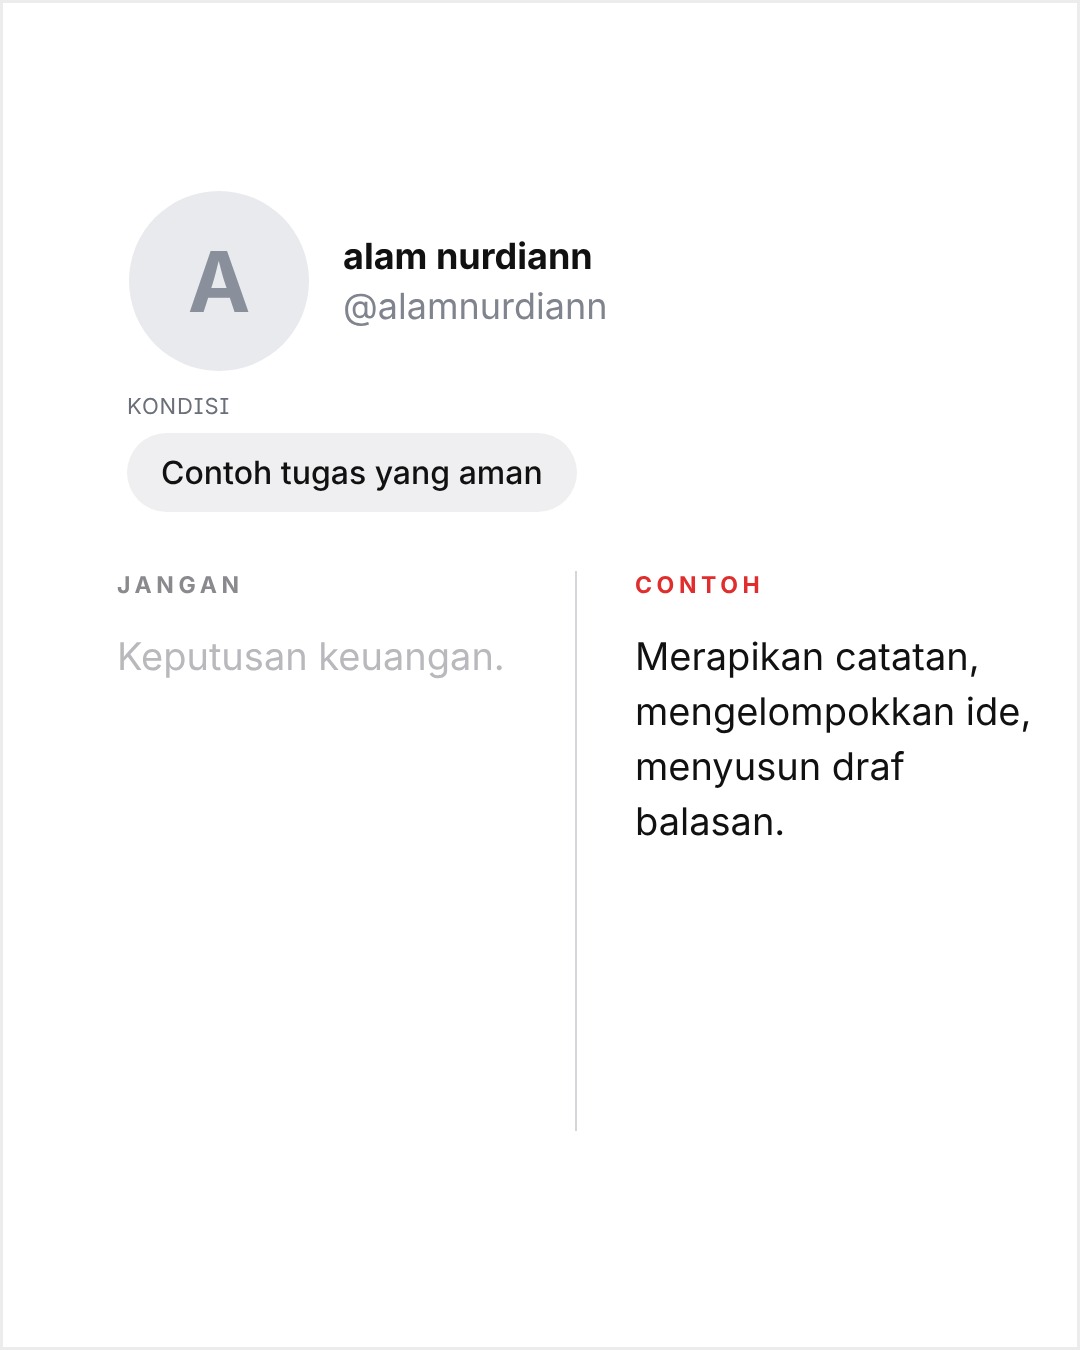 A
alam nurdiann
@alamnurdiann
KONDISI
Contoh tugas yang aman
JANGAN
Keputusan keuangan.
CONTOH
Merapikan catatan,
mengelompokkan ide,
menyusun draf
balasan.